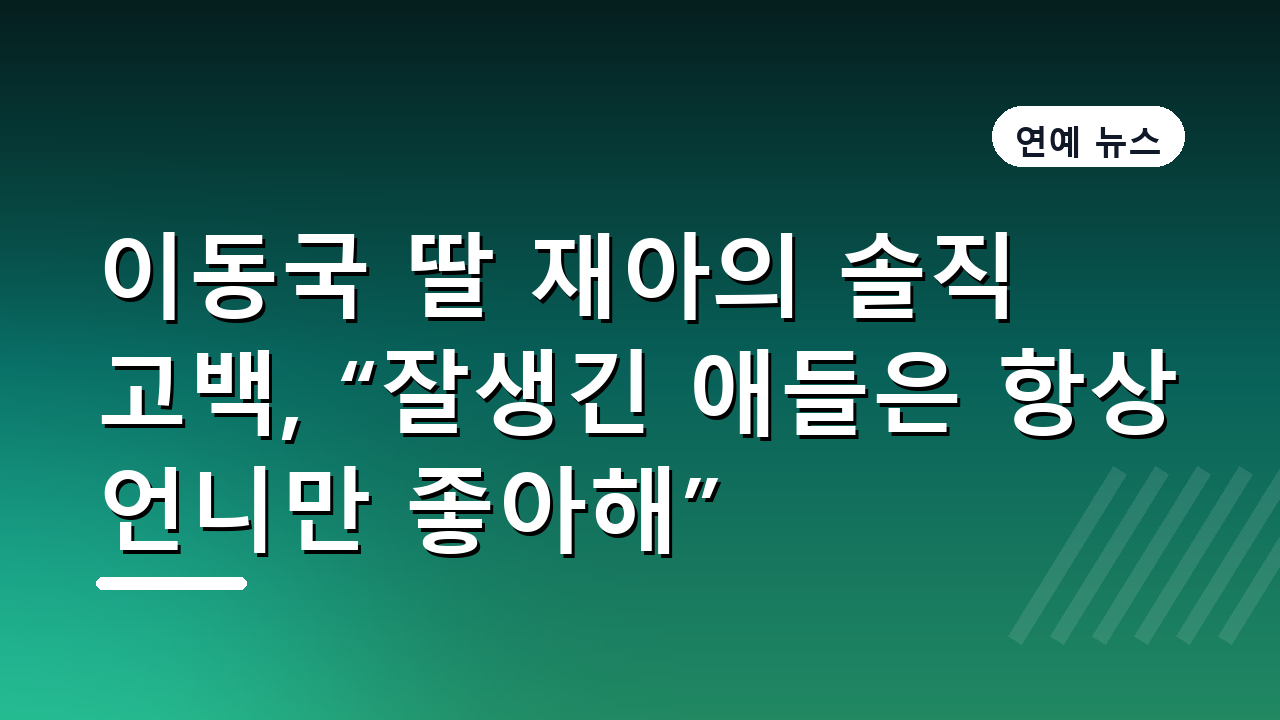 연예 뉴스
이동국 딸 재아의 솔직
고백, “잘생긴 애들은 항상
언니만 좋아해”